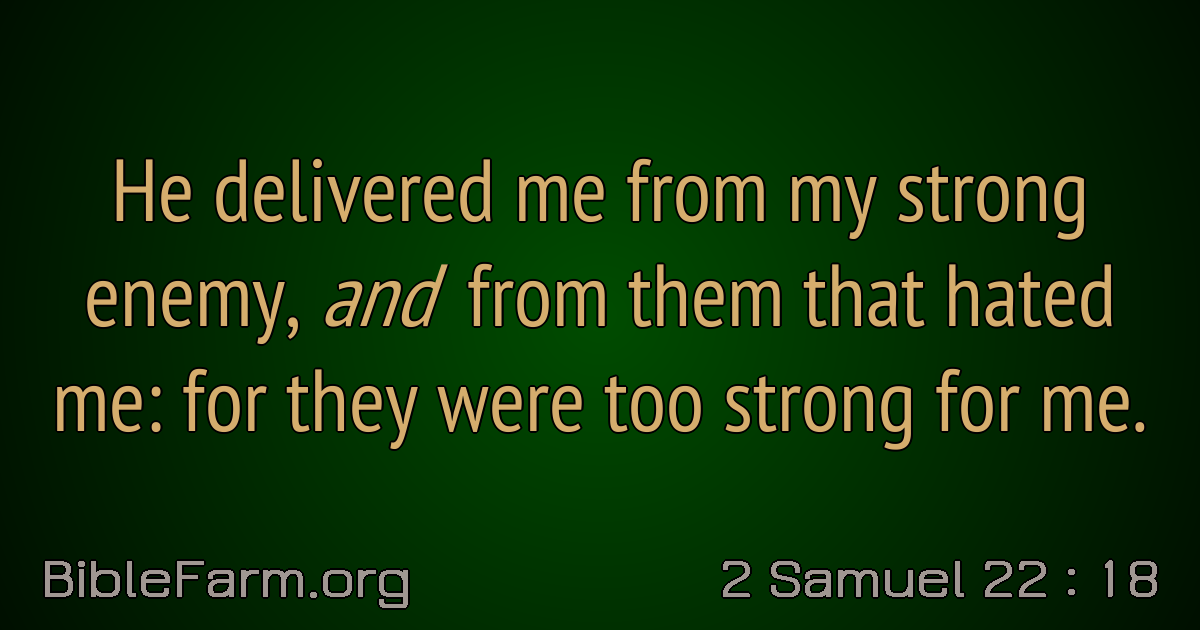 He delivered me from my strong
enemy, and from them that hated
me: for they were too strong for me.
BibleFarm.org
2 Samuel 22 : 18